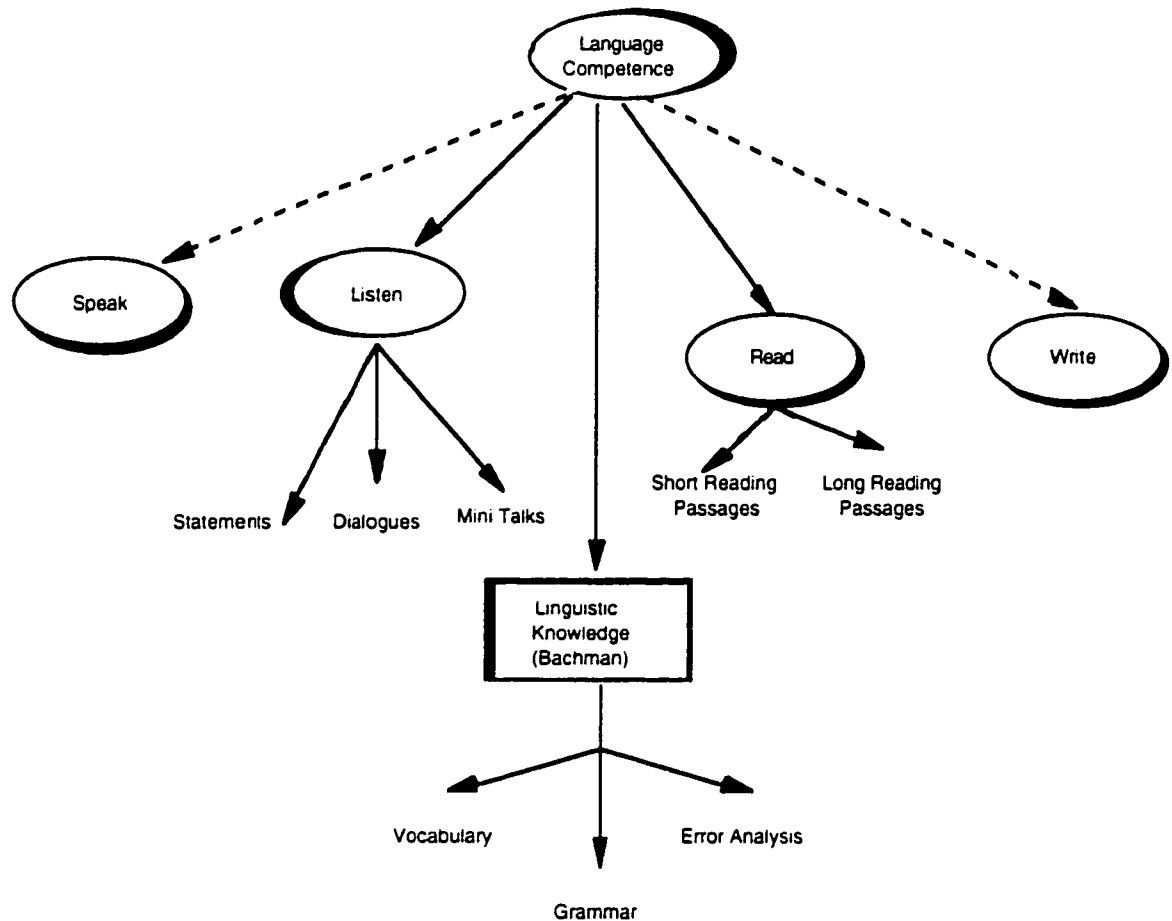 Language
Competence
Speak
Listen
Read
Write
Statements
Dialogues
Mini Talks
Short Reading
Passages
Long Reading
Passages
Linguistic
Knowledge
(Bachman)
Vocabulary
Error Analysis
Grammar